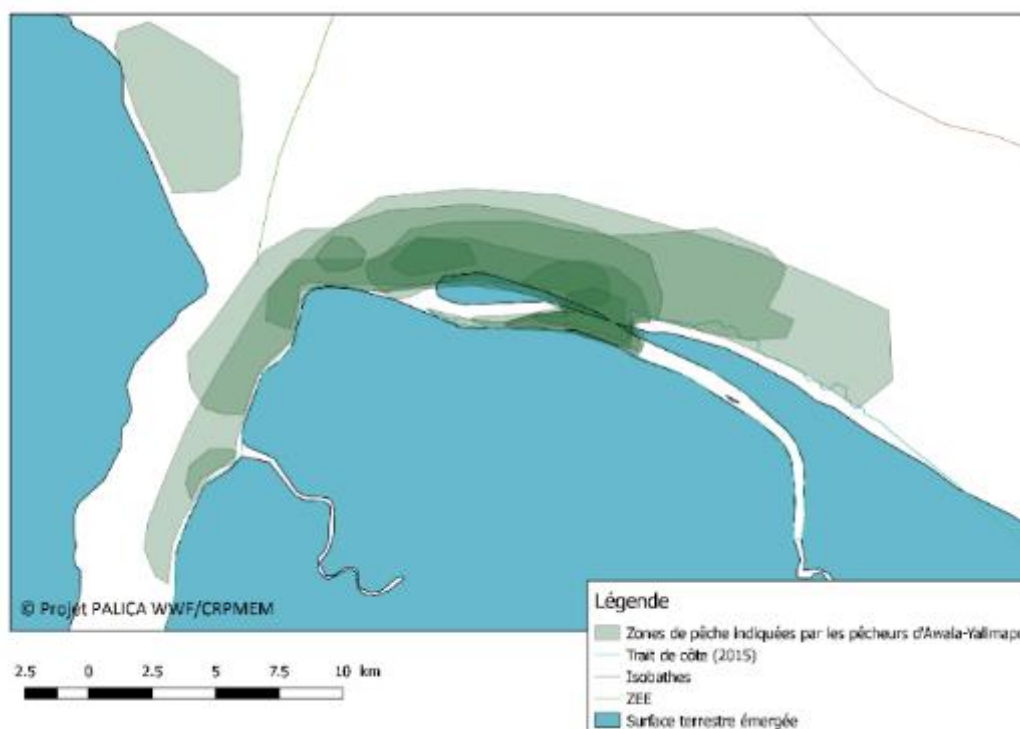 © Projet PALICA WWF/CRPMEM
Légende
Zones de pêche indiquées par les pêcheurs d'Awala-Yalimapo
Trait de côte (2015)
Isobathes
ZEE
Surface terrestre émergée
2.5 0 2.5 5 7.5 10 km